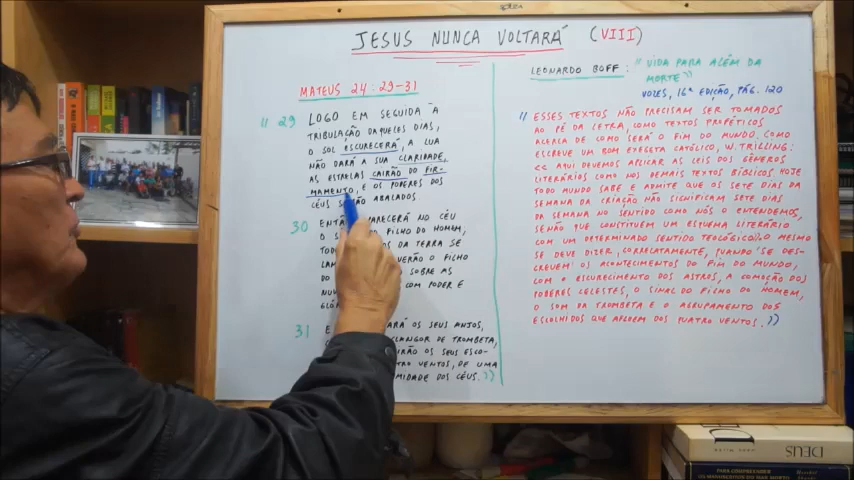 JESUS NUNCA VOLTARÁ (VIII)
MATEUS 24:29-31
" 29 LOGO EM SEGUIDA À
TRIBULAÇÃO DAQUELES DIAS,
O SOL ESCURECERÁ, A LUA
NÃO DARÁ A SUA CLARIDADE,
AS ESTRELAS CAIRÃO DO FIR-
MAMENTO, E OS PODERES DOS
CÉUS SERÃO ABALADOS
30 ENTÃO APARECERÁ NO CÉU
O FILHO DO HOMEM,
DA TERRA SE
VERÃO O FILHO
DO SOBRE AS
COM PODER E
31 OS SEUS ANJOS,
CLANGOR DE TROMBETA,
OS SEUS ESCO-
VENTOS, DE UMA
DOS CÉUS. "
LEONARDO BOFF: "VIDA PARA ALÉM DA
MORTE"
VOZES, 16ª EDIÇÃO, PÁG. 120
" ESSES TEXTOS NÃO PRECISAM SER TOMADOS
AO PÉ DA LETRA, COMO TEXTOS PROFÉTICOS
ACERCA DE COMO SERÁ O FIM DO MUNDO. COMO
ESCREVE UM BOM EXEGETA CATÓLICO, W. TRILLING:
<< AQUI DEVEMOS APLICAR AS LEIS DOS GÊNEROS
LITERÁRIOS COMO NOS DEMAIS TEXTOS BÍBLICOS HOJE
TODO MUNDO SABE E ADMITE QUE OS SETE DIAS DA
SEMANA DA CRIAÇÃO NÃO SIGNIFICAM SETE DIAS
DA SEMANA NO SENTIDO COMO NÓS O ENTENDEMOS,
SENÃO QUE CONSTITUEM UM ESQUEMA LITERÁRIO
COM UM DETERMINADO SENTIDO TEOLÓGICO(...). O MESMO
SE DEVE DIZER, CORRETAMENTE, QUANDO SE DES-
CREVEM OS ACONTECIMENTOS DO FIM DO MUNDO,
COM O ESCURECIMENTO DOS ASTROS, A COMOÇÃO DOS
PODERES CELESTES, O SINAL DO FILHO DO HOMEM,
O SOM DA TROMBETA E O AGRUPAMENTO DOS
ESCOLHIDOS QUE AFLUEM DOS QUATRO VENTOS. "
DEUS